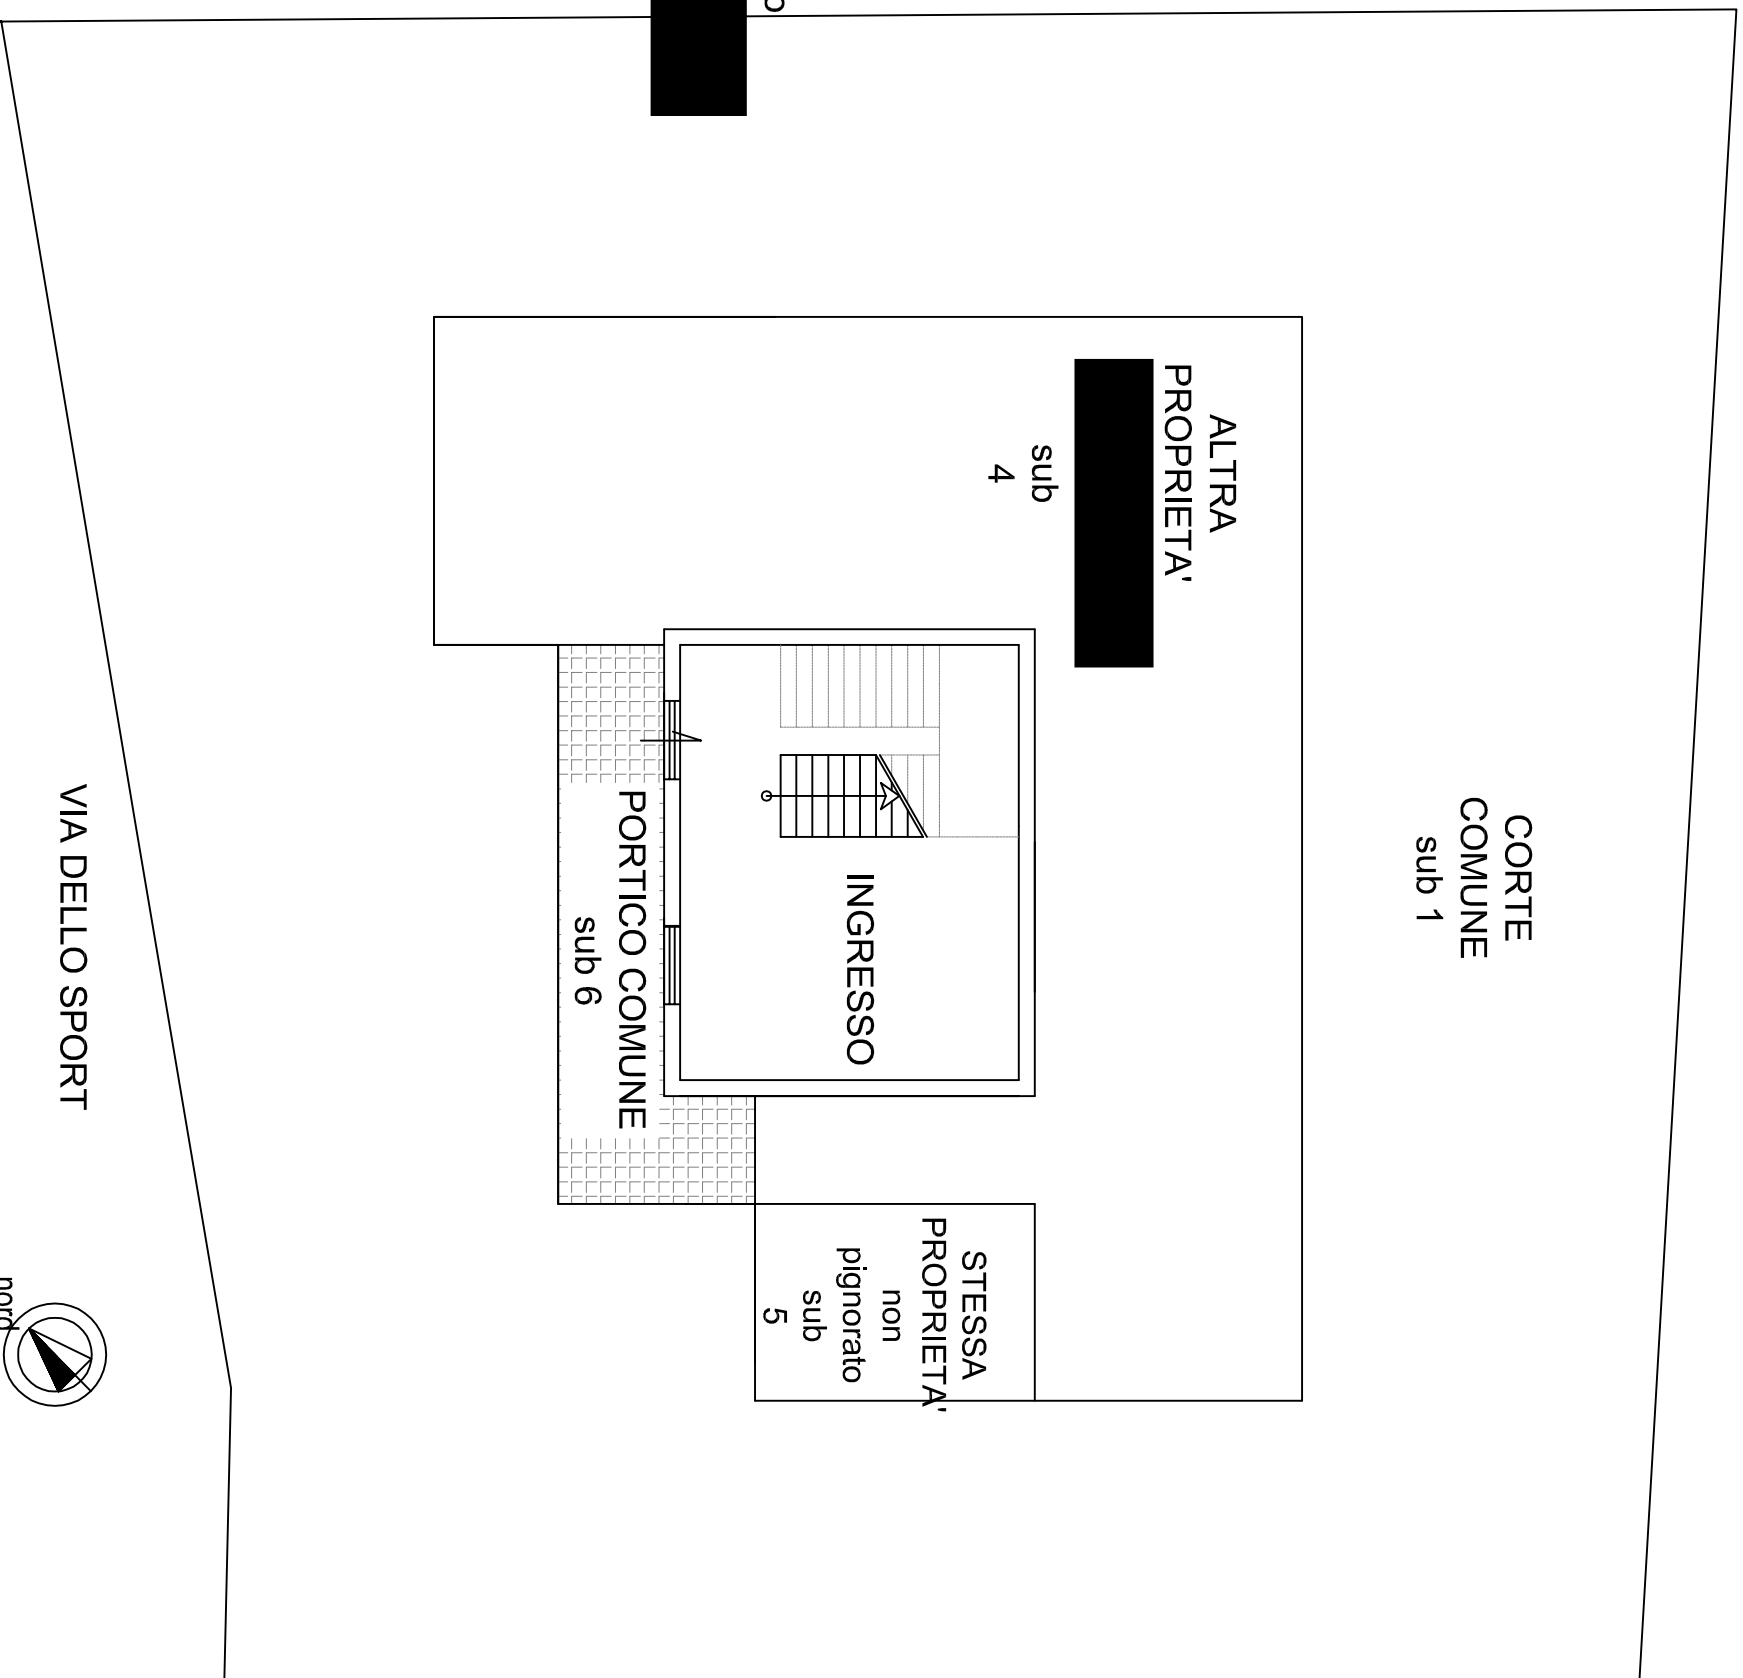 ALTRA
PROPRIETA'
sub
4
CORTE
COMUNE
sub 1
INGRESSO
PORTICO COMUNE
sub 6
STESSA
PROPRIETA'
non
pignorato
sub
5
VIA DELLO SPORT
nord